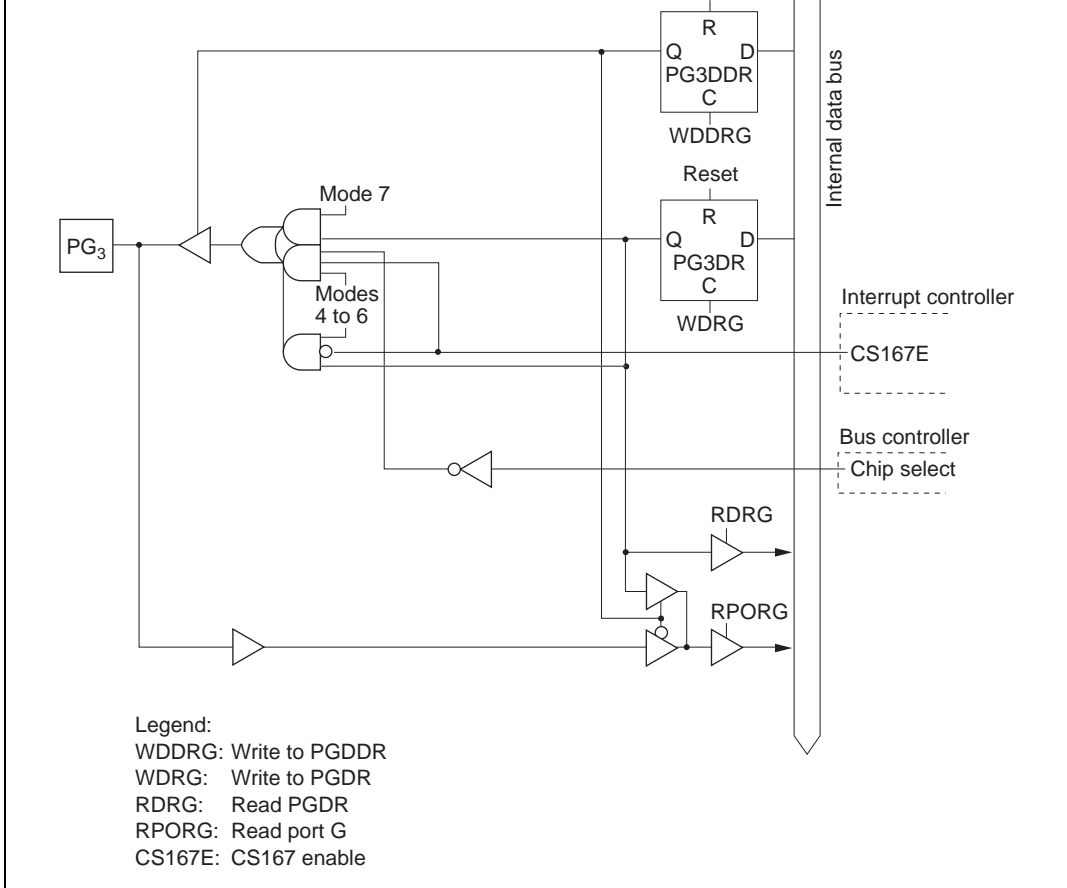 R
Q D
PG3DDR
C
WDDRG
Internal data bus
Reset
Mode 7
R
PG3
Q D
PG3DR
C
WDRG
Modes
4 to 6
Interrupt controller
CS167E
Bus controller
Chip select
RDRG
RPORG
Legend:
WDDRG: Write to PGDDR
WDRG: Write to PGDR
RDRG: Read PGDR
RPORG: Read port G
CS167E: CS167 enable